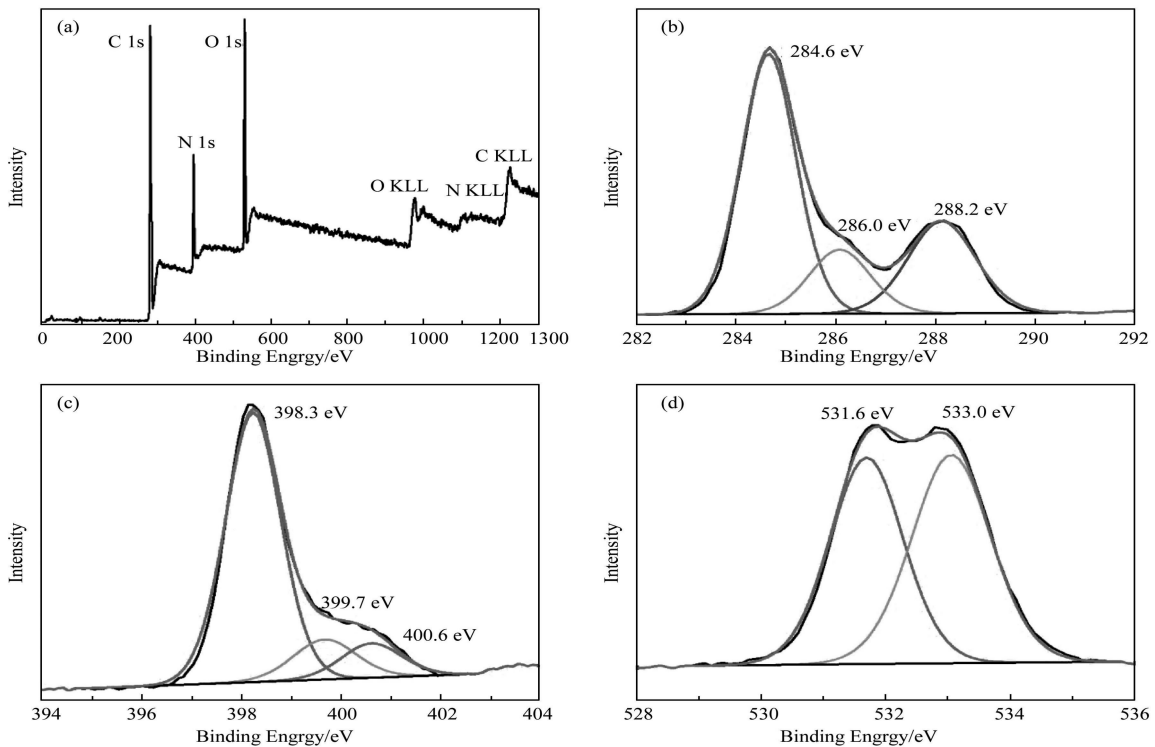 (a)
C 1s
O 1s
N 1s
O KLL
N KLL
C KLL
Intensity
0 200 400 600 800 1000 1200 1300
Binding Engrgy/eV
(b)
284.6 eV
286.0 eV
288.2 eV
Intensity
282 284 286 288 290 292
Binding Engrgy/eV
(c)
398.3 eV
399.7 eV
400.6 eV
Intensity
394 396 398 400 402 404
Binding Engrgy/eV
(d)
531.6 eV
533.0 eV
Intensity
528 530 532 534 536
Binding Engrgy/eV